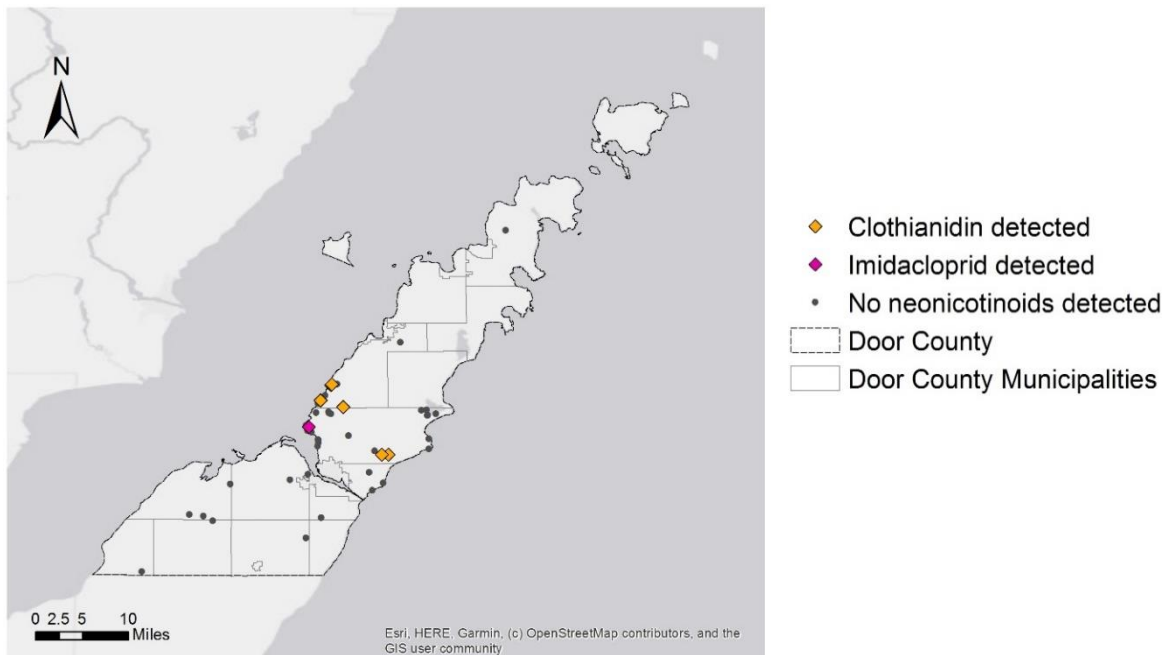 N
Clothianidin detected
Imidacloprid detected
No neonicotinoids detected
Door County
Door County Municipalities
0 2.5 5 10
Miles
Esri, HERE, Garmin, (c) OpenStreetMap contributors, and the
GIS user community